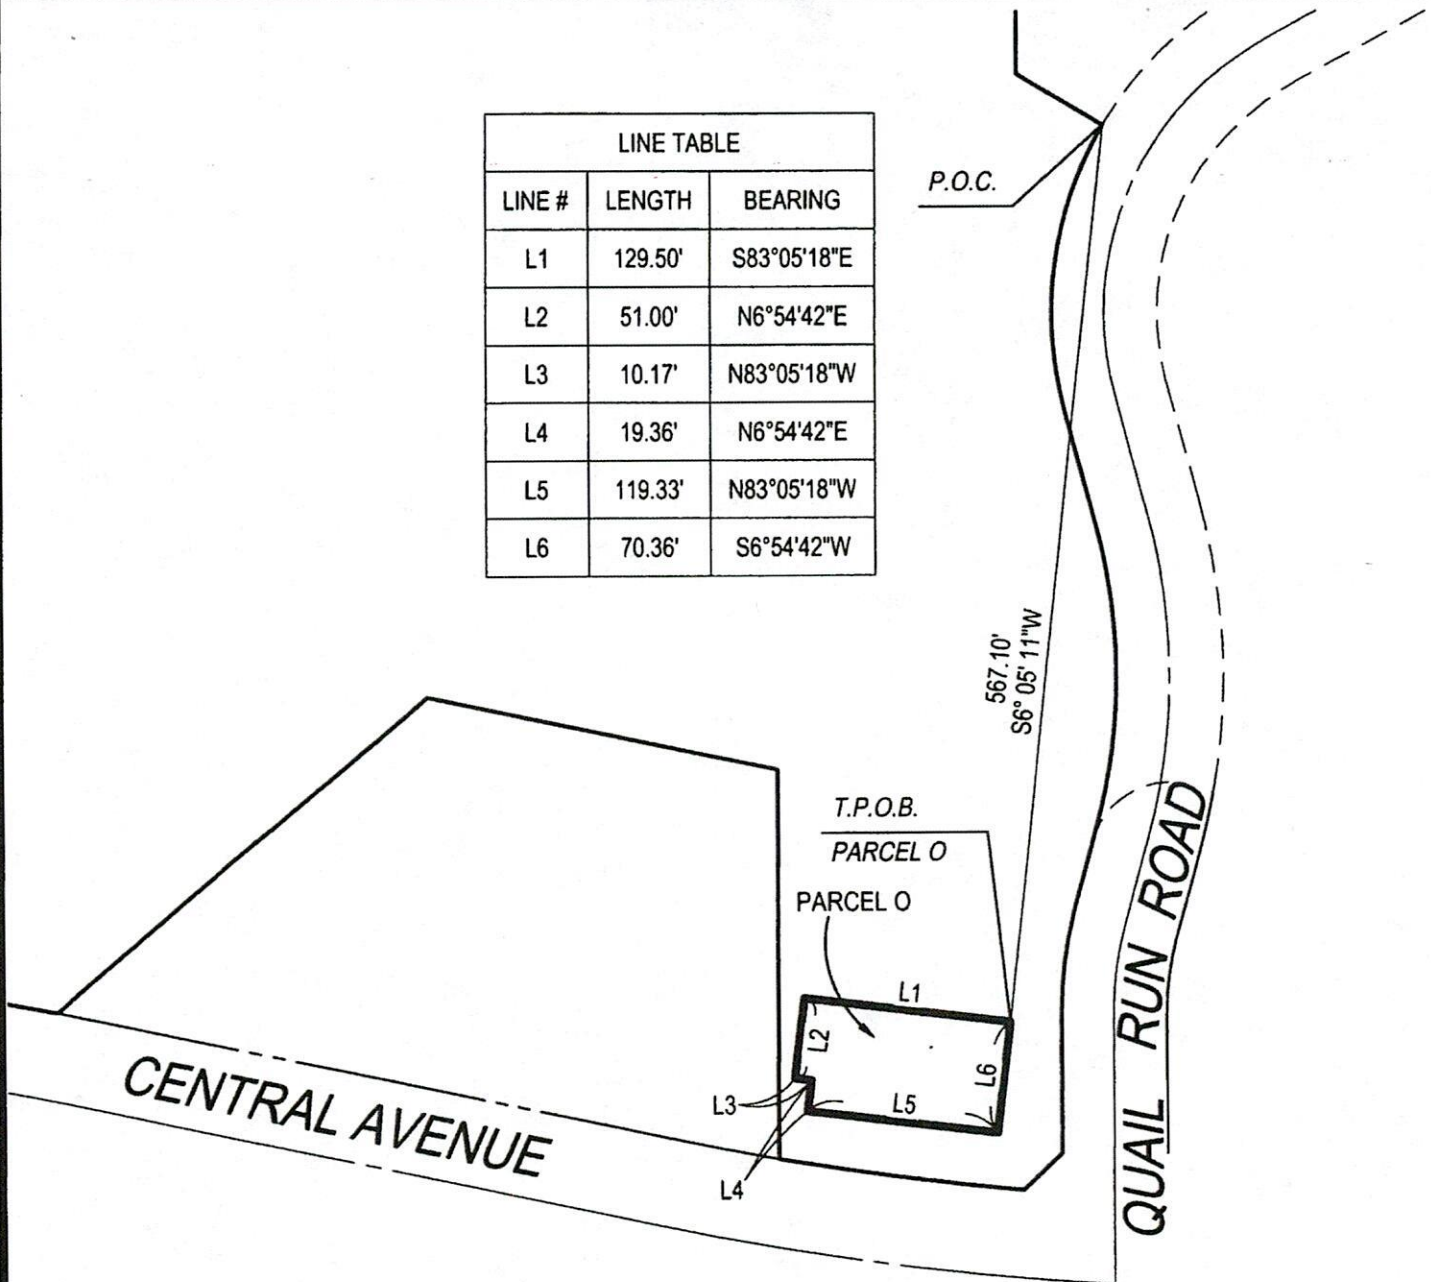 LINE TABLE
LINE # LENGTH BEARING
L1 129.50' S83°05'18"E
L2 51.00' N6°54'42"E
L3 10.17' N83°05'18"W
L4 19.36' N6°54'42"E
L5 119.33' N83°05'18"W
L6 70.36' S6°54'42"W
P.O.C.
567.10'
S6° 05' 11"W
T.P.O.B.
PARCEL O
PARCEL O
L1
L2
L6
L3
L5
L4
CENTRAL AVENUE
QUAIL RUN ROAD